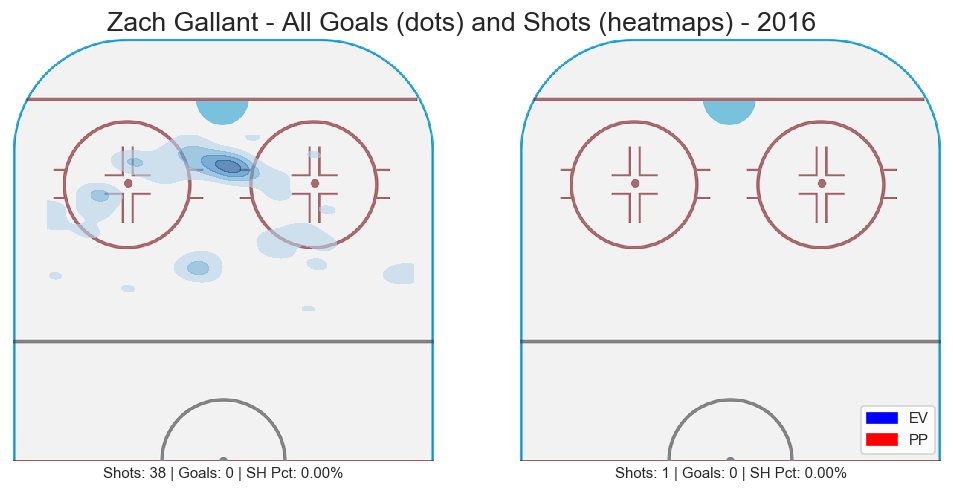 Zach Gallant - All Goals (dots) and Shots (heatmaps) - 2016
EV
PP
Shots: 38 | Goals: 0 | SH Pct: 0.00%
Shots: 1 | Goals: 0 | SH Pct: 0.00%